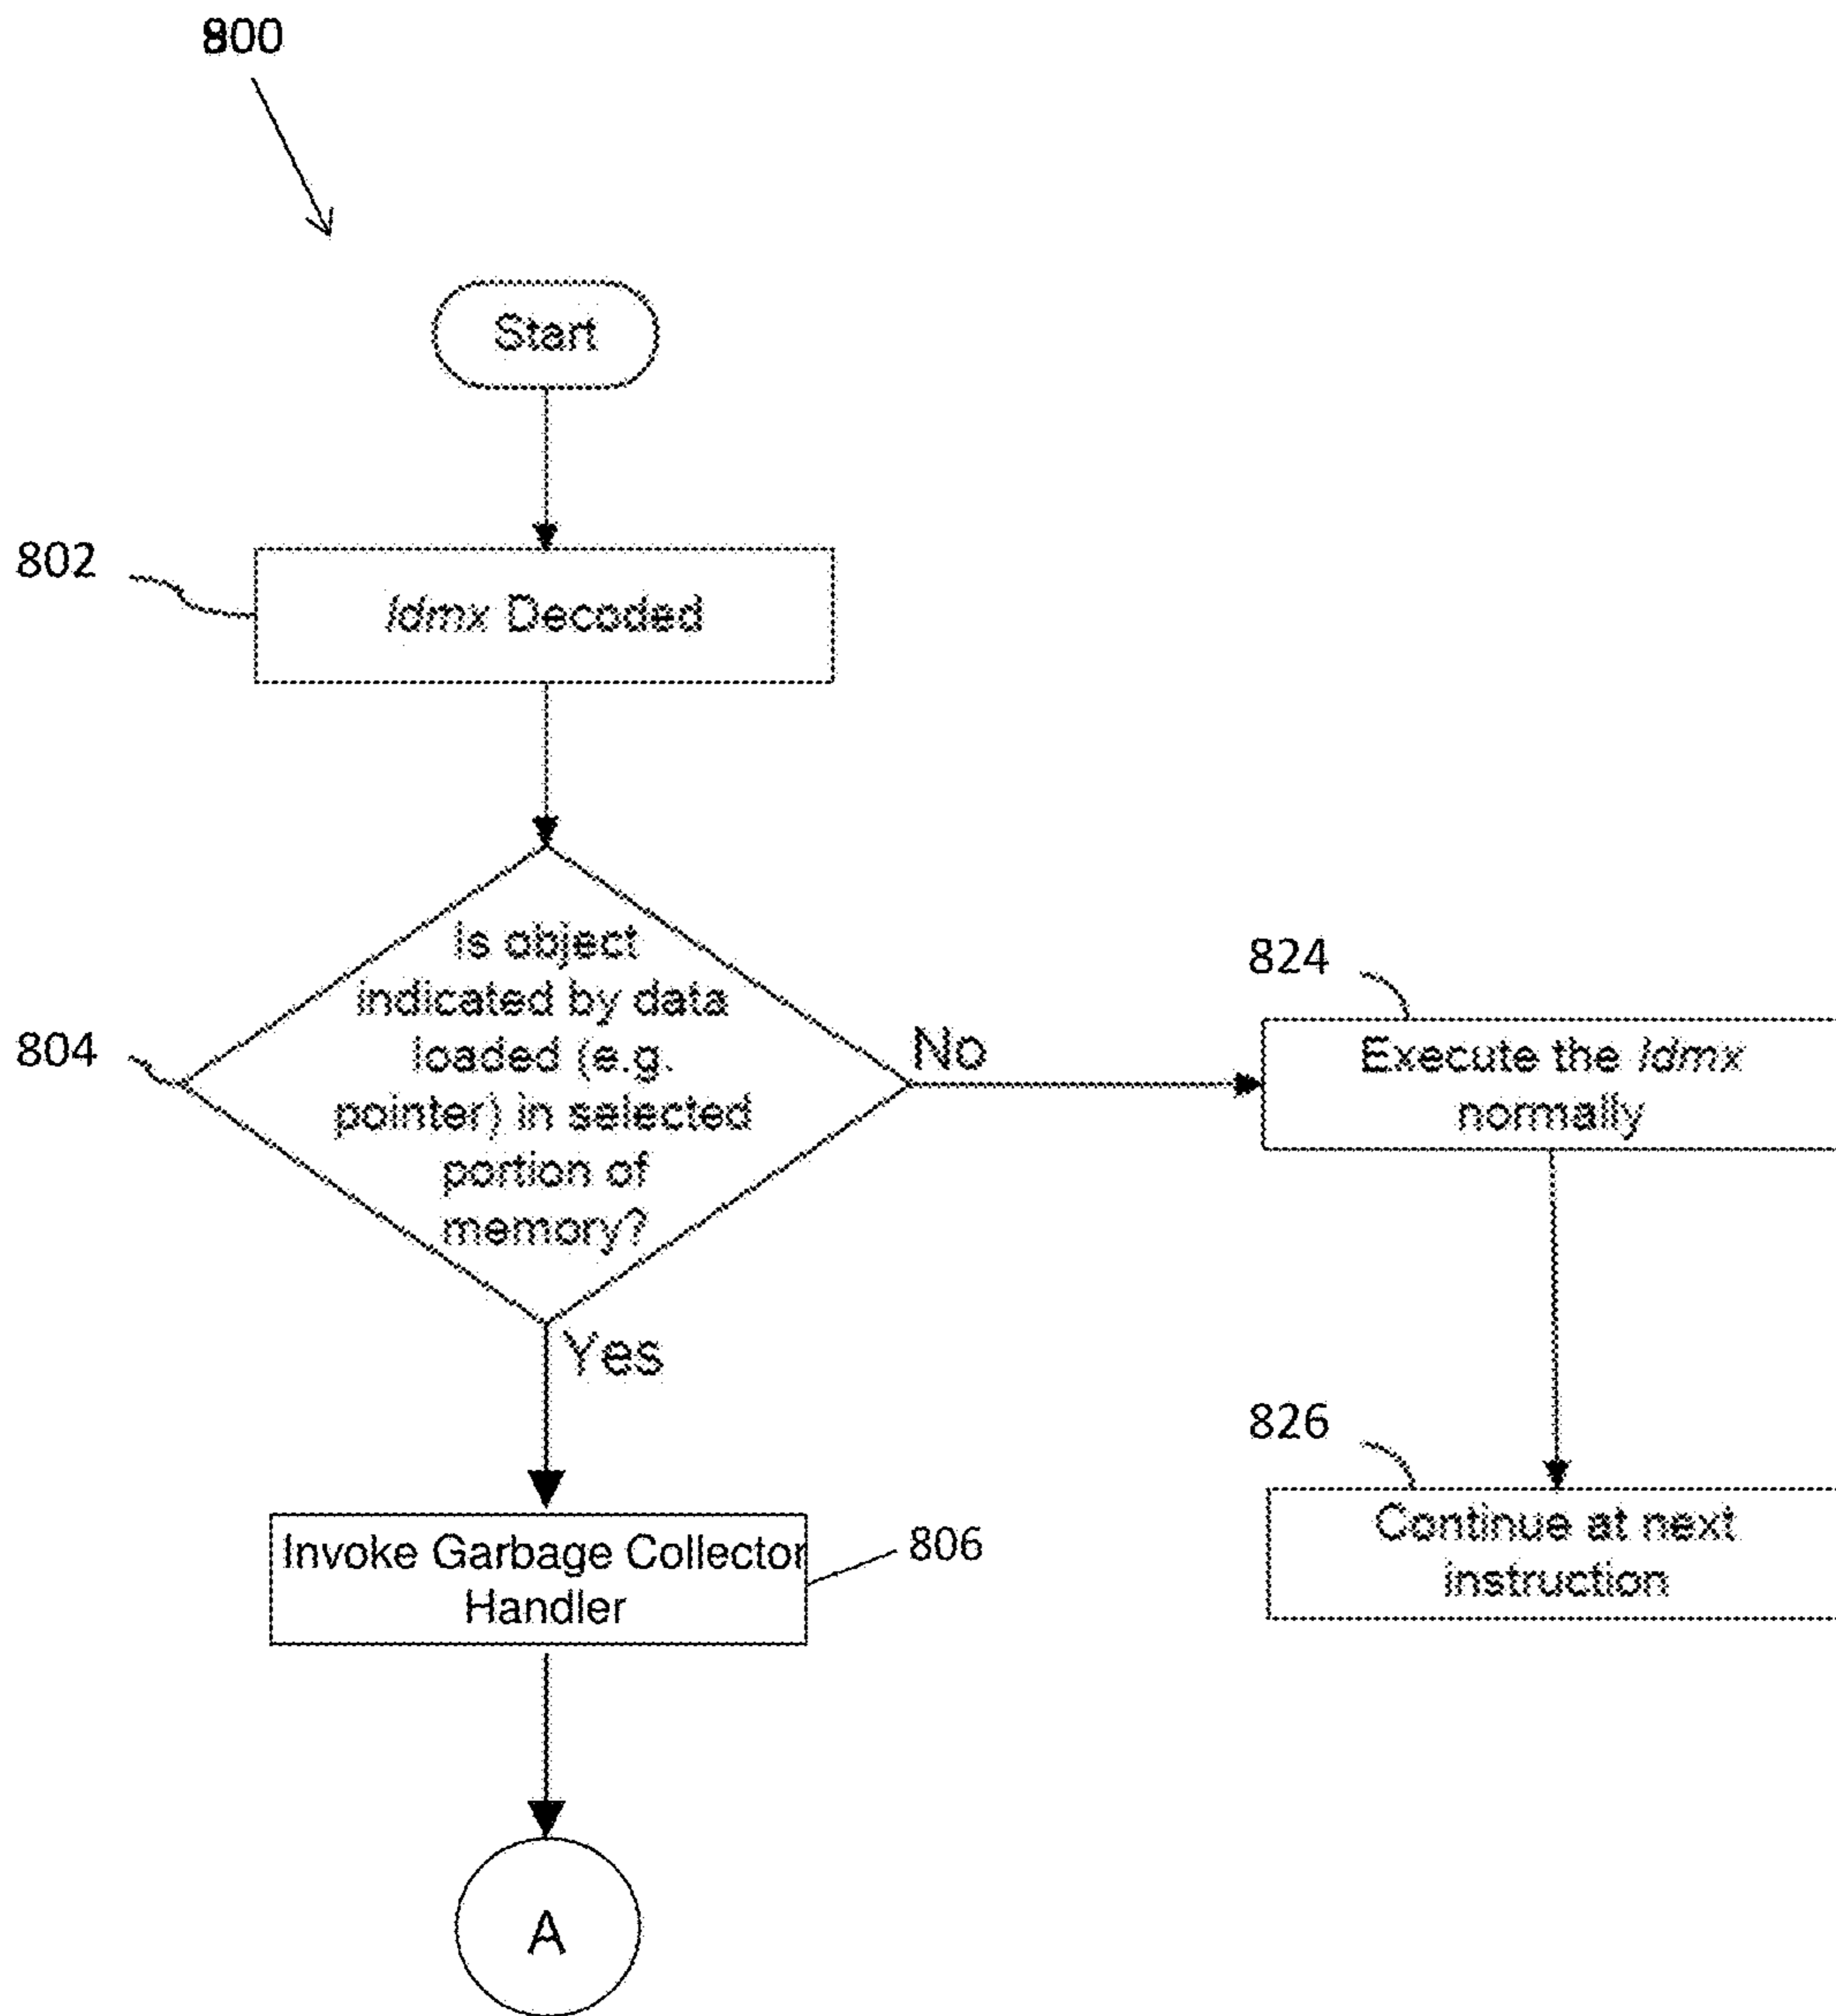 800
Start
802
ldmx Decoded
Is object
indicated by data
loaded (e.g.
pointer) in selected
portion of
memory?
804
No
824
Execute the ldmx
normally
Yes
826
Continue at next
instruction
Invoke Garbage Collector
Handler
806
A